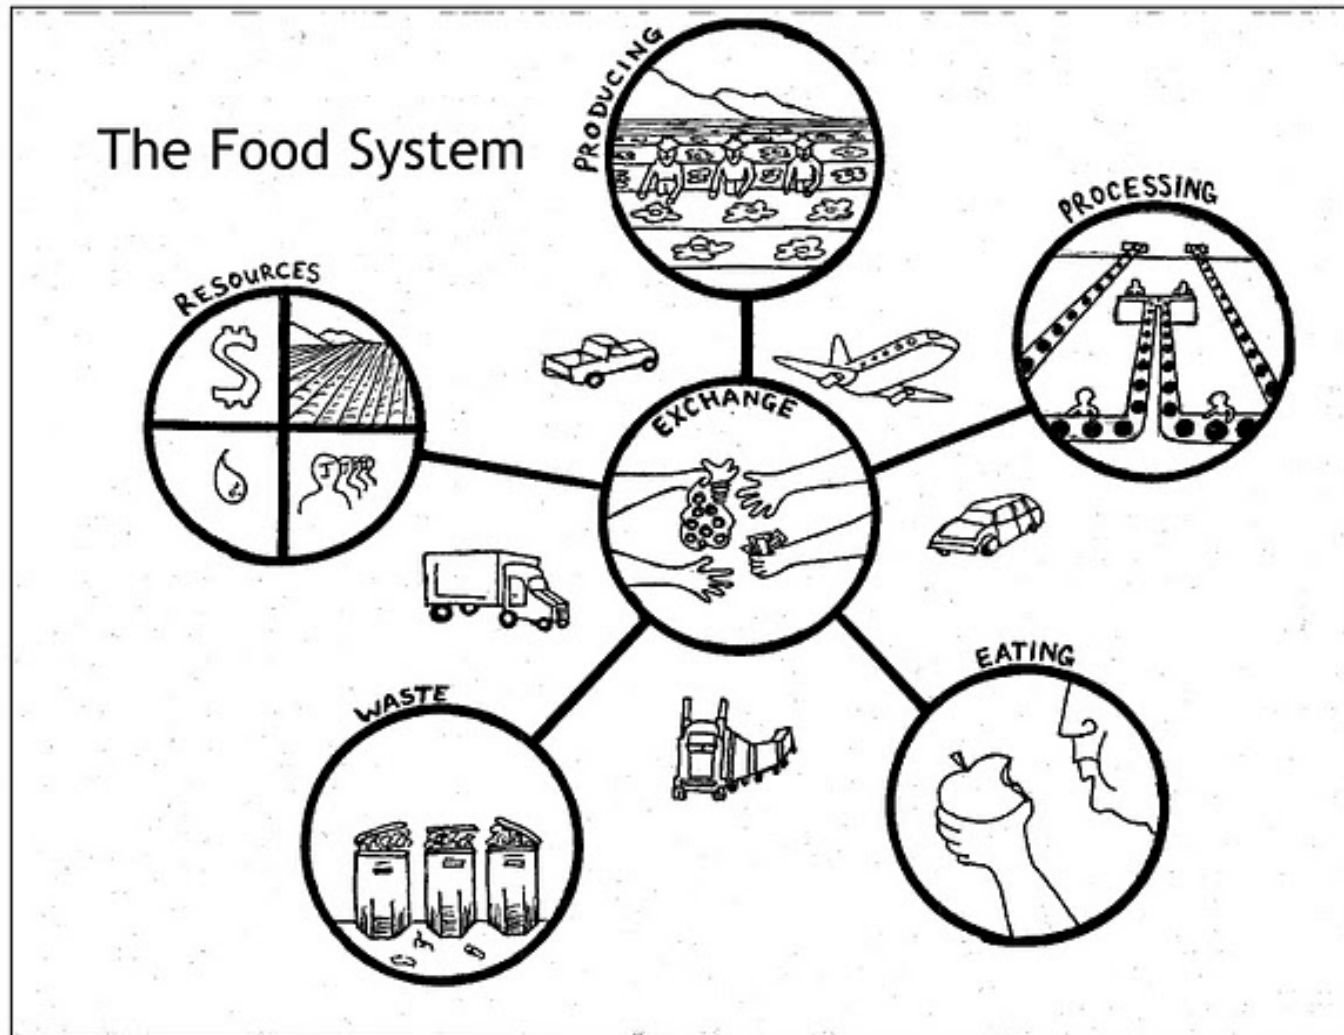 The Food System
PRODUCING
PROCESSING
RESOURCES
EXCHANGE
EATING
WASTE